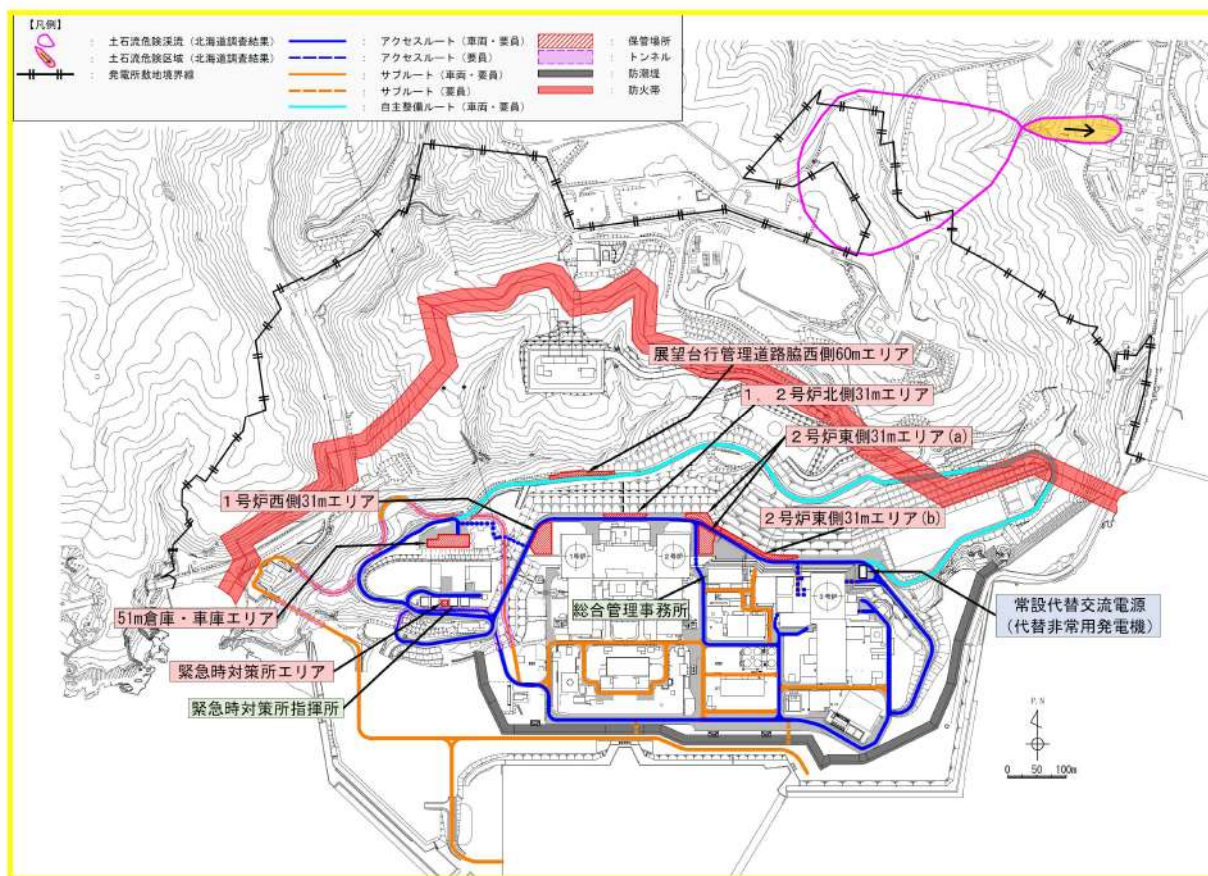 【凡例】
： 土石流危険渓流（北海道調査結果）
： 土石流危険区域（北海道調査結果）
： 発電所敷地境界線
： アクセスルート（車両・要員）
： アクセスルート（要員）
： サブルート（車両・要員）
： サブルート（要員）
： 自主整備ルート（車両・要員）
： 保管場所
： トンネル
： 防潮堤
： 防火帯
展望台行管理道路脇西側60mエリア
１，２号炉北側31mエリア
２号炉東側31mエリア(a)
１号炉西側31mエリア
２号炉東側31mエリア(b)
1号炉
2号炉
3号炉
総合管理事務所
常設代替交流電源
（代替非常用発電機）
51m倉庫・車庫エリア
緊急時対策所エリア
緊急時対策所指揮所
P.N
0 50 100m